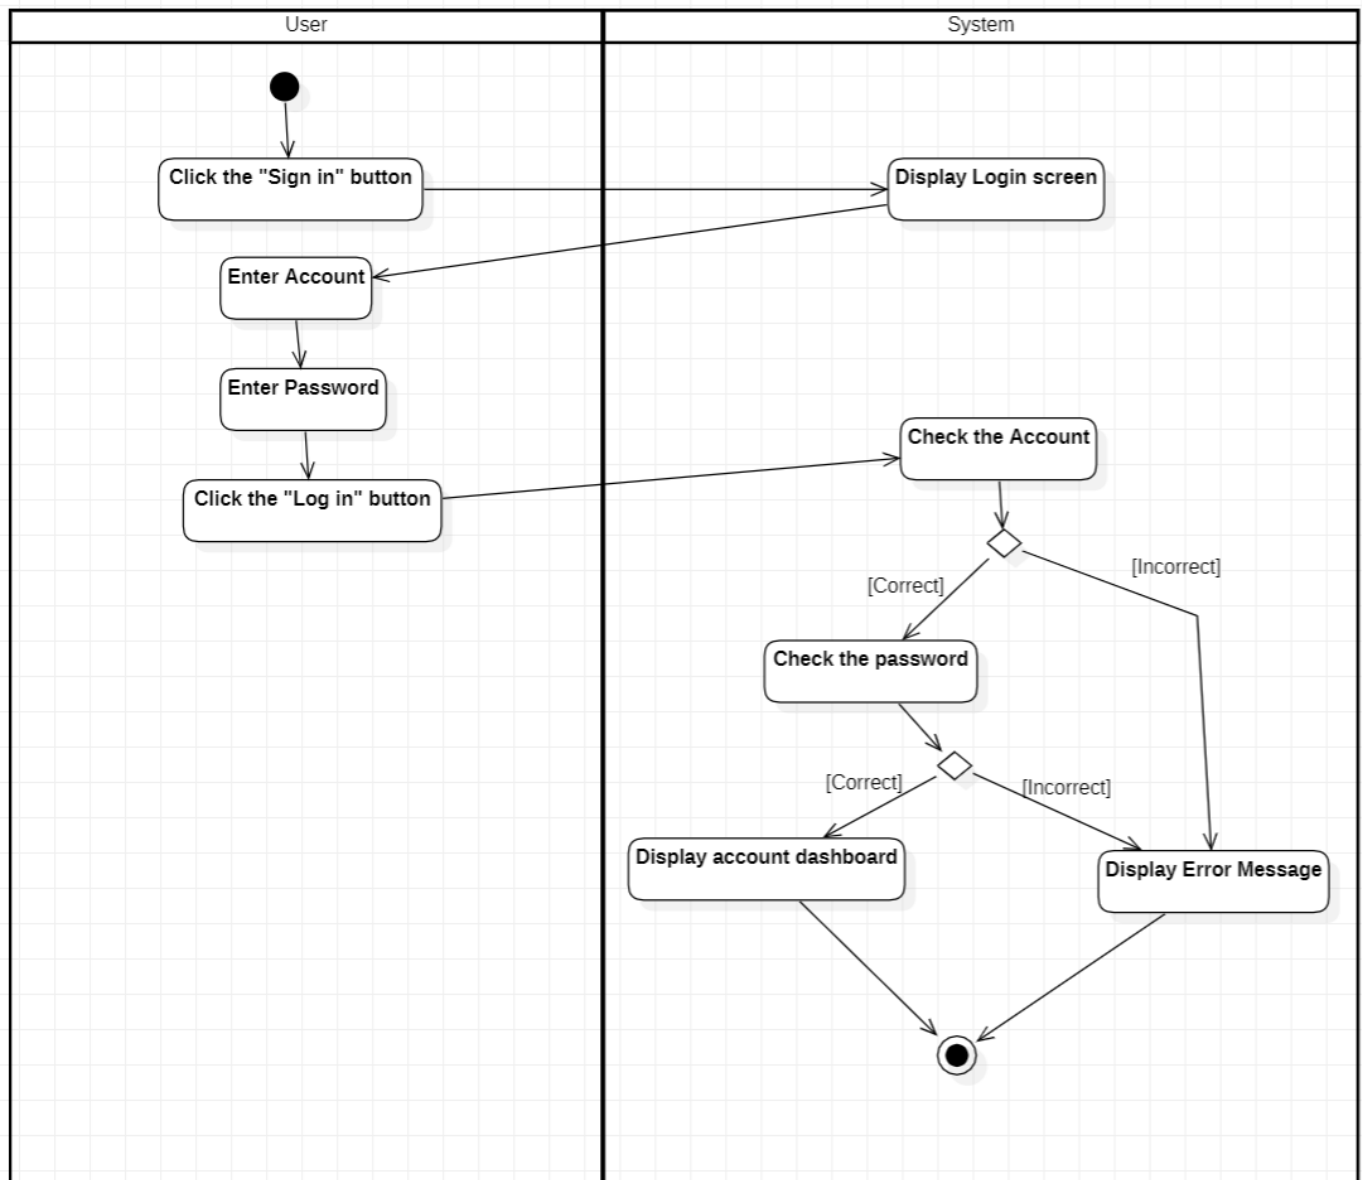 User
System
Click the "Sign in" button
Display Login screen
Enter Account
Enter Password
Check the Account
Click the "Log in" button
[Incorrect]
[Correct]
Check the password
[Correct]
[Incorrect]
Display account dashboard
Display Error Message